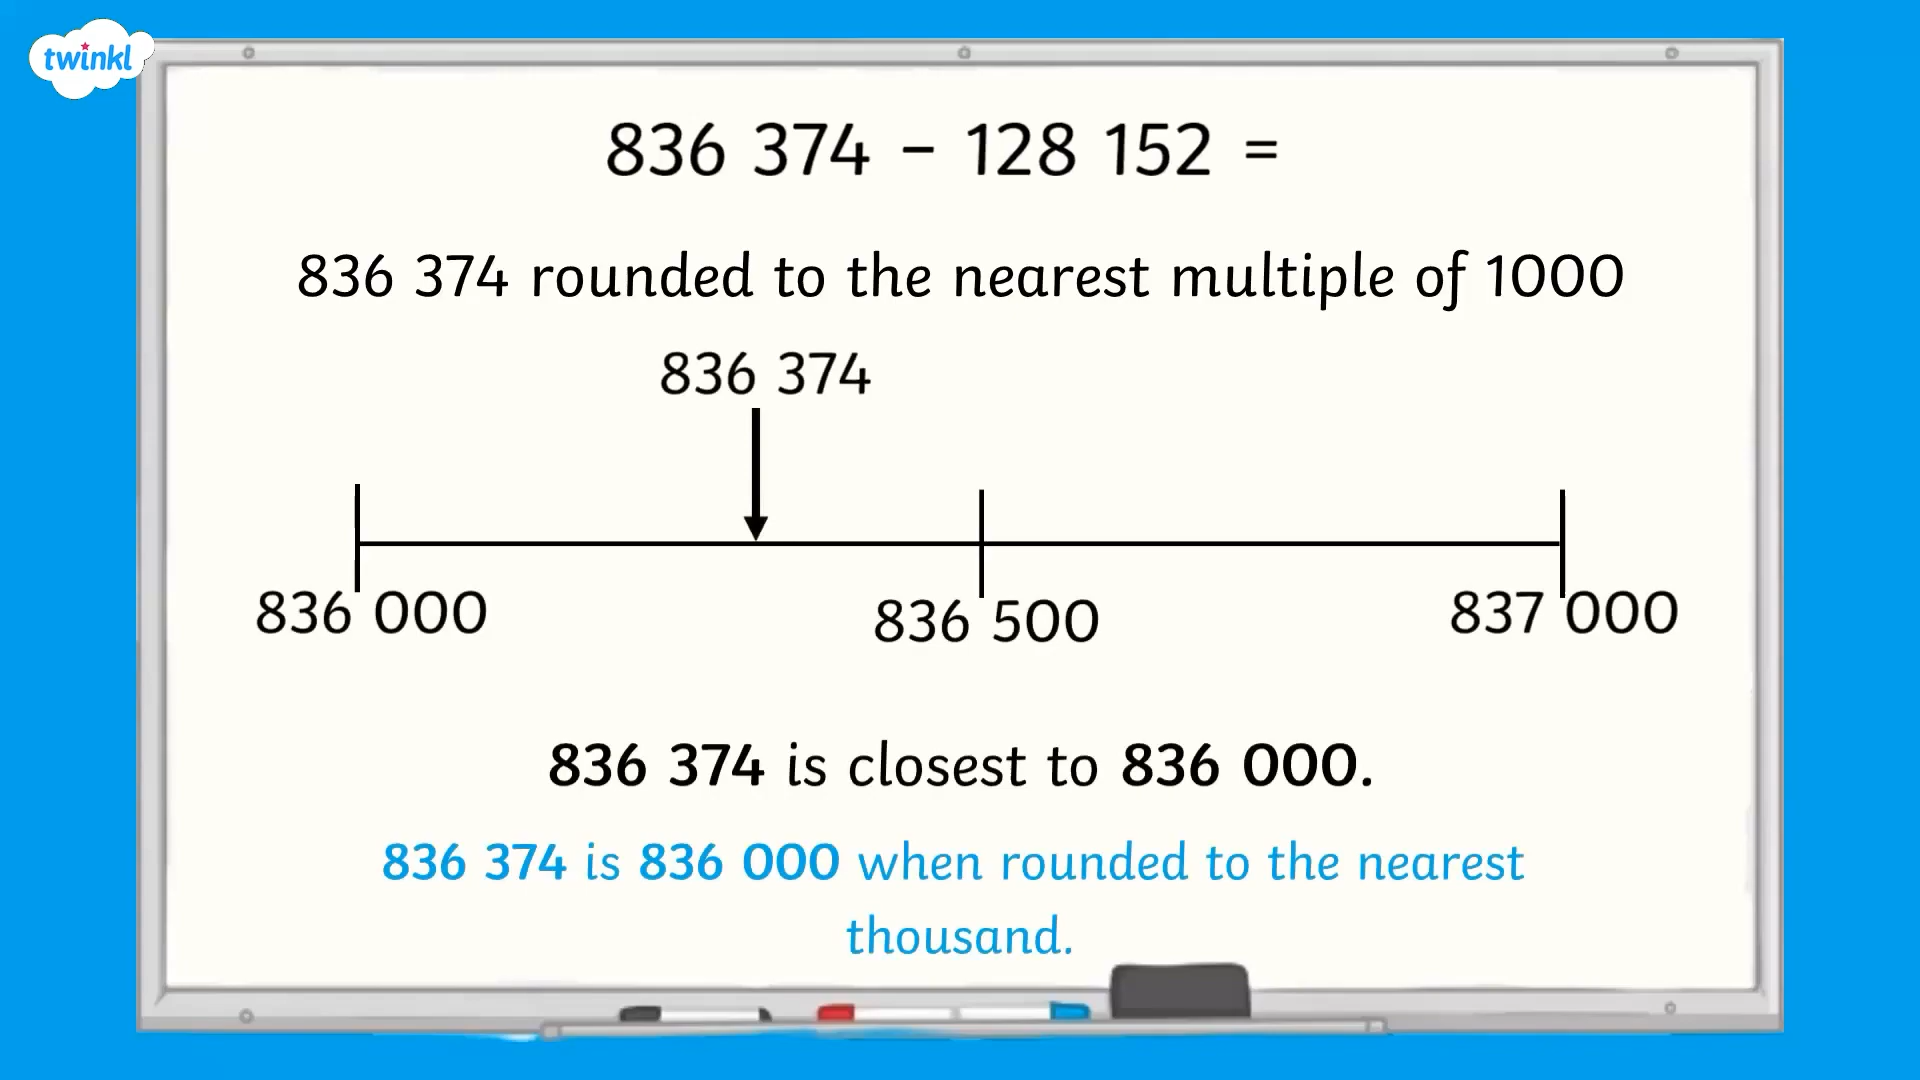 twinkl
836 374 – 128 152 =
836 374 rounded to the nearest multiple of 1000
836 374
836 000
836 500
837 000
836 374 is closest to 836 000.
836 374 is 836 000 when rounded to the nearest
thousand.